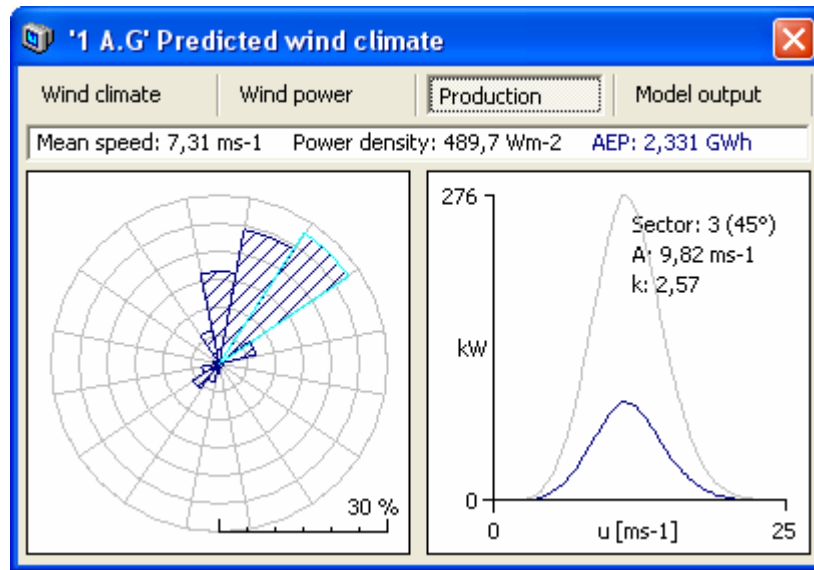 '1 A.G' Predicted wind climate
Wind climate Wind power Production Model output
Mean speed: 7,31 ms-1 Power density: 489,7 Wm-2 AEP: 2,331 GWh
30 %
276
Sector: 3 (45°)
A: 9,82 ms-1
k: 2,57
kW
0
0 u [ms-1] 25